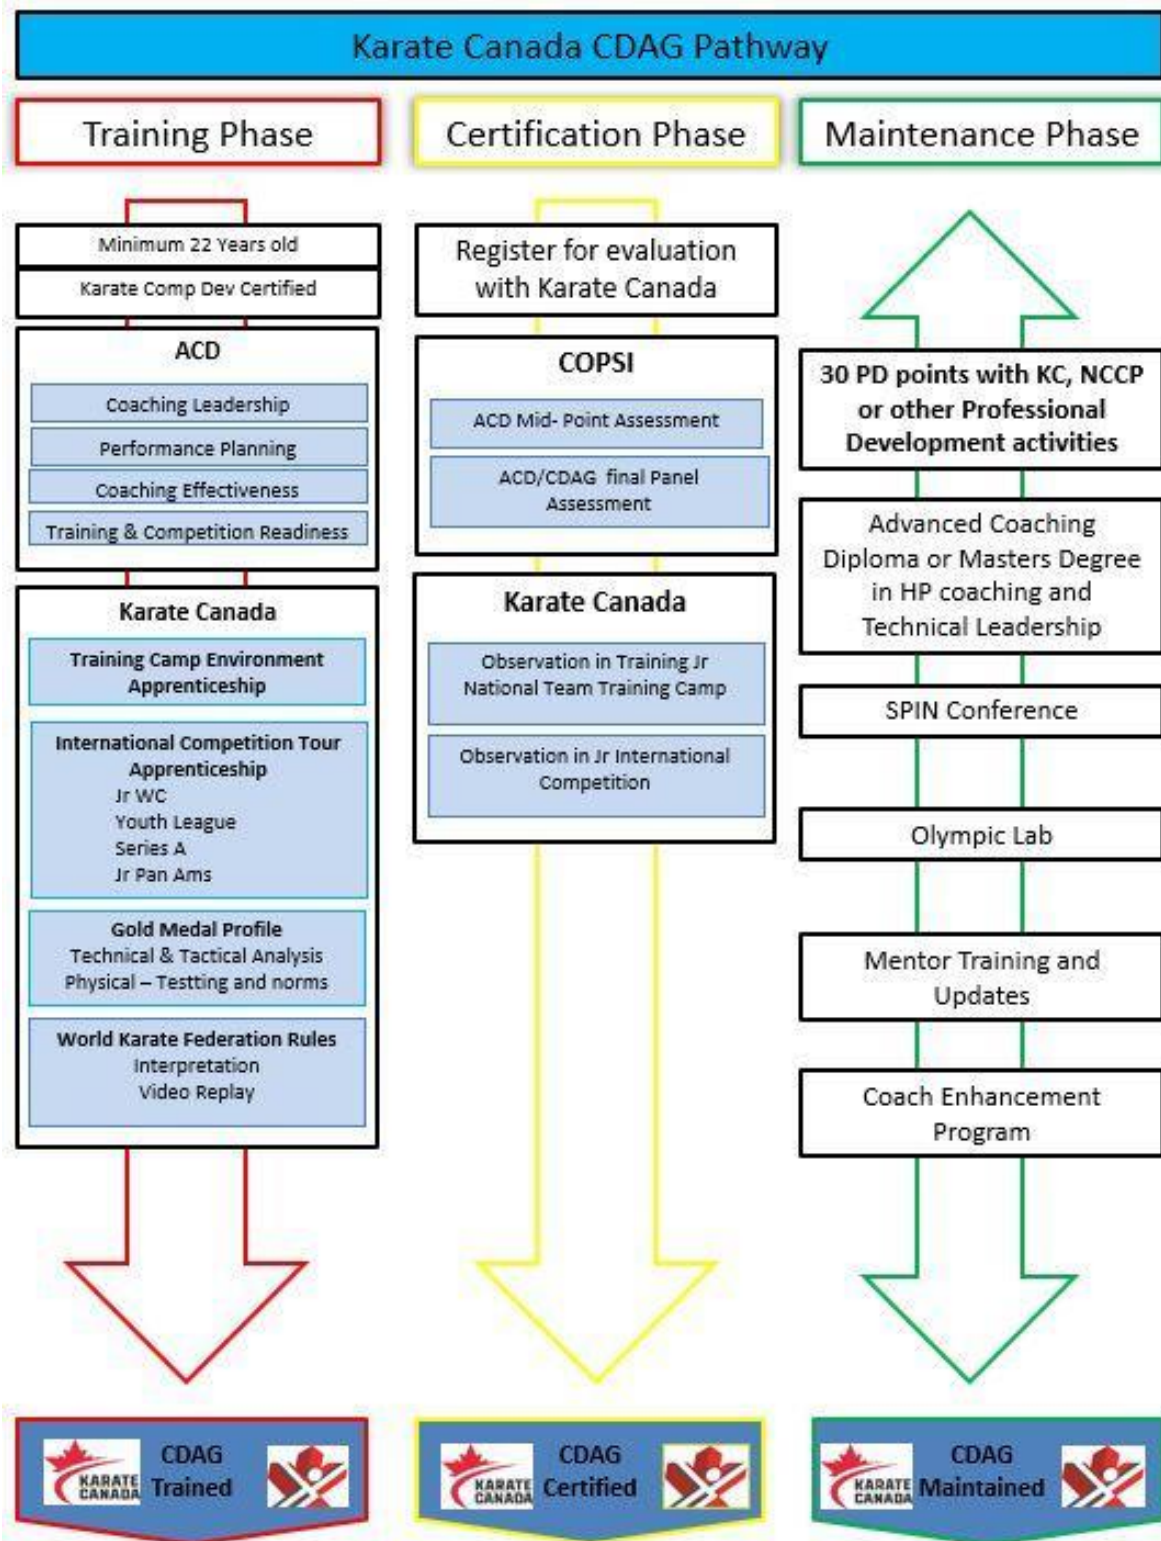 Karate Canada CDAG Pathway
Training Phase
Minimum 22 Years old
Karate Comp Dev Certified
ACD
Coaching Leadership
Performance Planning
Coaching Effectiveness
Training & Competition Readiness
Karate Canada
Training Camp Environment
Apprenticeship
International Competition Tour
Apprenticeship
Jr WC
Youth League
Series A
Jr Pan Ams
Gold Medal Profile
Technical & Tactical Analysis
Physical – Testting and norms
World Karate Federation Rules
Interpretation
Video Replay
KARATE
CANADA
CDAG
Trained
Certification Phase
Register for evaluation
with Karate Canada
COPSI
ACD Mid- Point Assessment
ACD/CDAG final Panel
Assessment
Karate Canada
Observation in Training Jr
National Team Training Camp
Observation in Jr International
Competition
KARATE
CANADA
CDAG
Certified
Maintenance Phase
30 PD points with KC, NCCP
or other Professional
Development activities
Advanced Coaching
Diploma or Masters Degree
in HP coaching and
Technical Leadership
SPIN Conference
Olympic Lab
Mentor Training and
Updates
Coach Enhancement
Program
KARATE
CANADA
CDAG
Maintained